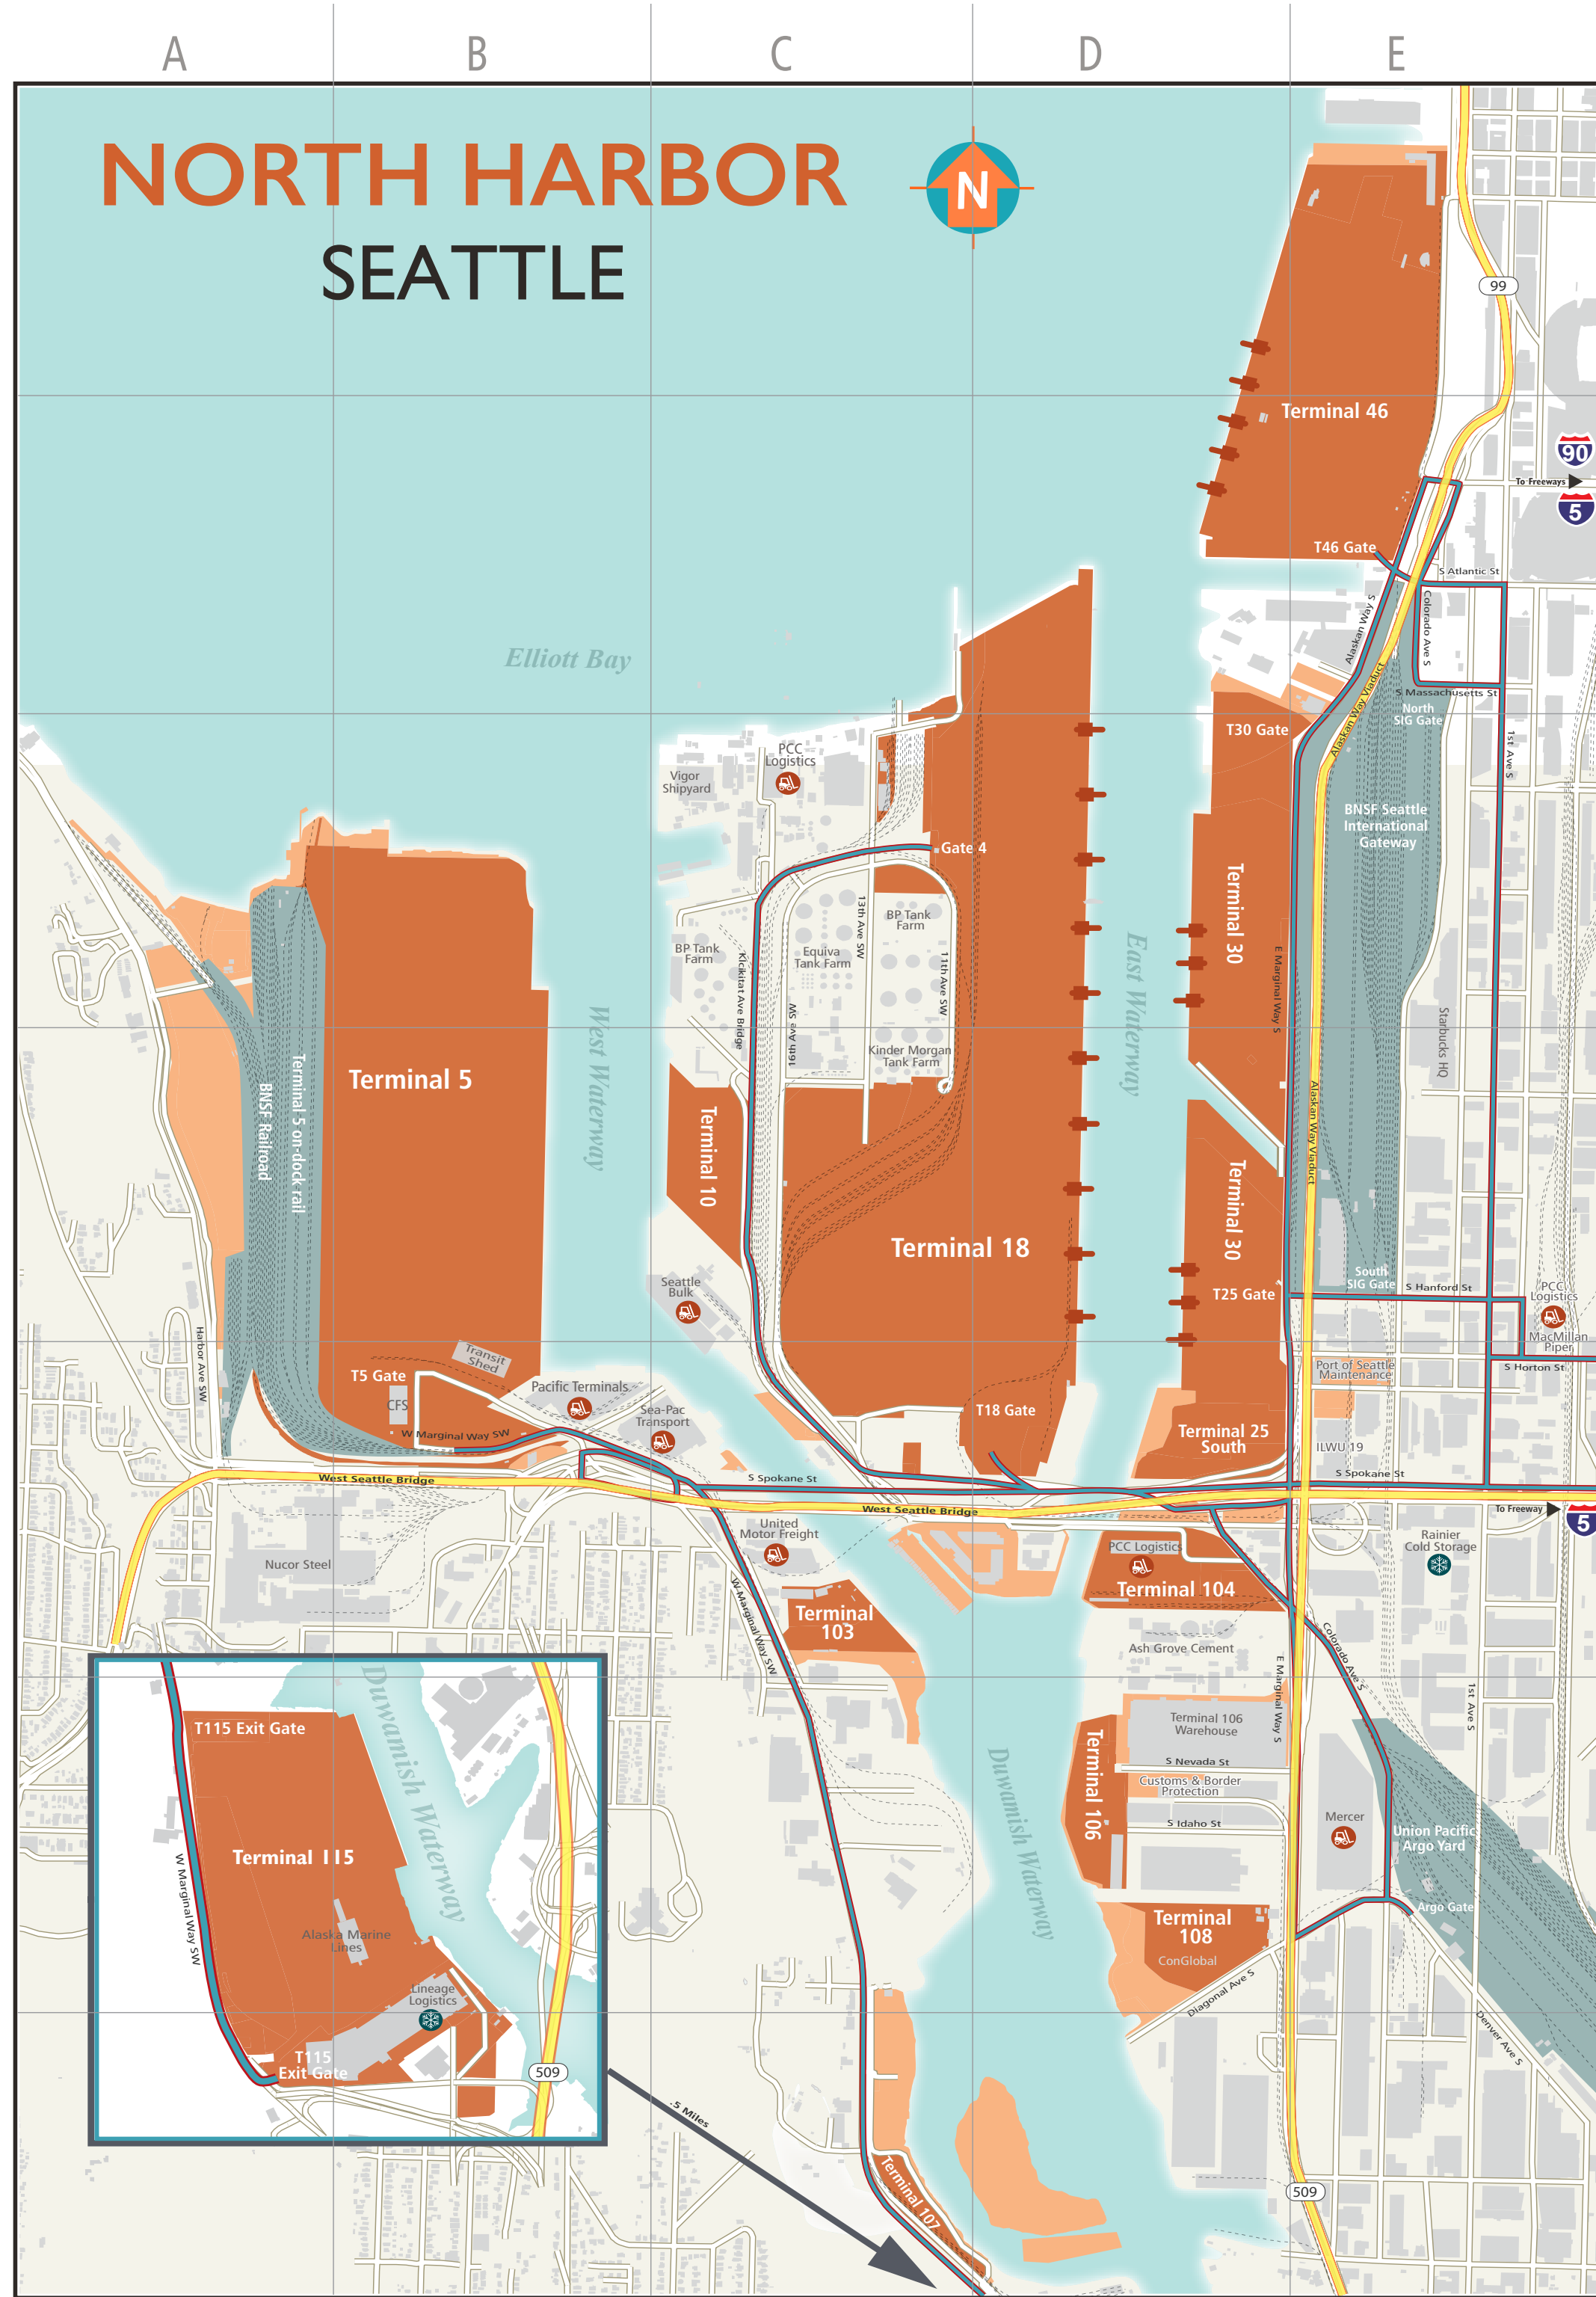 A
B
C
D
E
NORTH HARBOR
SEATTLE
N
99
Terminal 46
90
To Freeways
5
T46 Gate
S Atlantic St
Alaskan Way S
Colorado Ave S
Elliott Bay
S Massachusetts St
North
SIG Gate
T30 Gate
Alaskan Way Viaduct
1st Ave S
PCC
Logistics
Vigor
Shipyard
BNSF Seattle
International
Gateway
Gate 4
Terminal 30
13th Ave SW
BP Tank
Farm
BP Tank
Farm
Equiva
Tank Farm
Klickitat Ave Bridge
11th Ave SW
East Waterway
E Marginal Way S
16th Ave SW
West Waterway
Starbucks HQ
Kinder Morgan
Tank Farm
Terminal 5
BNSF Railroad
Terminal 5 on-dock rail
Terminal 10
Alaskan Way Viaduct
Terminal 30
Terminal 18
Seattle
Bulk
South
SIG Gate
T25 Gate
S Hanford St
PCC
Logistics
MacMillan
Piper
Harbor Ave SW
Transit
Shed
T5 Gate
CFS
Pacific Terminals
Sea-Pac
Transport
Port of Seattle
Maintenance
S Horton St
T18 Gate
W Marginal Way SW
Terminal 25
South
ILWU 19
West Seattle Bridge
S Spokane St
S Spokane St
West Seattle Bridge
To Freeway
5
United
Motor Freight
Rainier
Cold Storage
PCC Logistics
Nucor Steel
Terminal 104
W Marginal Way SW
Terminal
103
Ash Grove Cement
Colorado Ave S
E Marginal Way S
1st Ave S
Duwamish Waterway
T115 Exit Gate
Terminal 106
Warehouse
Terminal 106
S Nevada St
Customs & Border
Protection
Duwamish Waterway
S Idaho St
Mercer
Union Pacific
Argo Yard
Terminal 115
W Marginal Way SW
Argo Gate
Terminal
108
ConGlobal
Alaska Marine
Lines
Diagonal Ave S
Lineage
Logistics
Denver Ave S
T115
Exit Gate
509
.5 Miles
Terminal 107
509